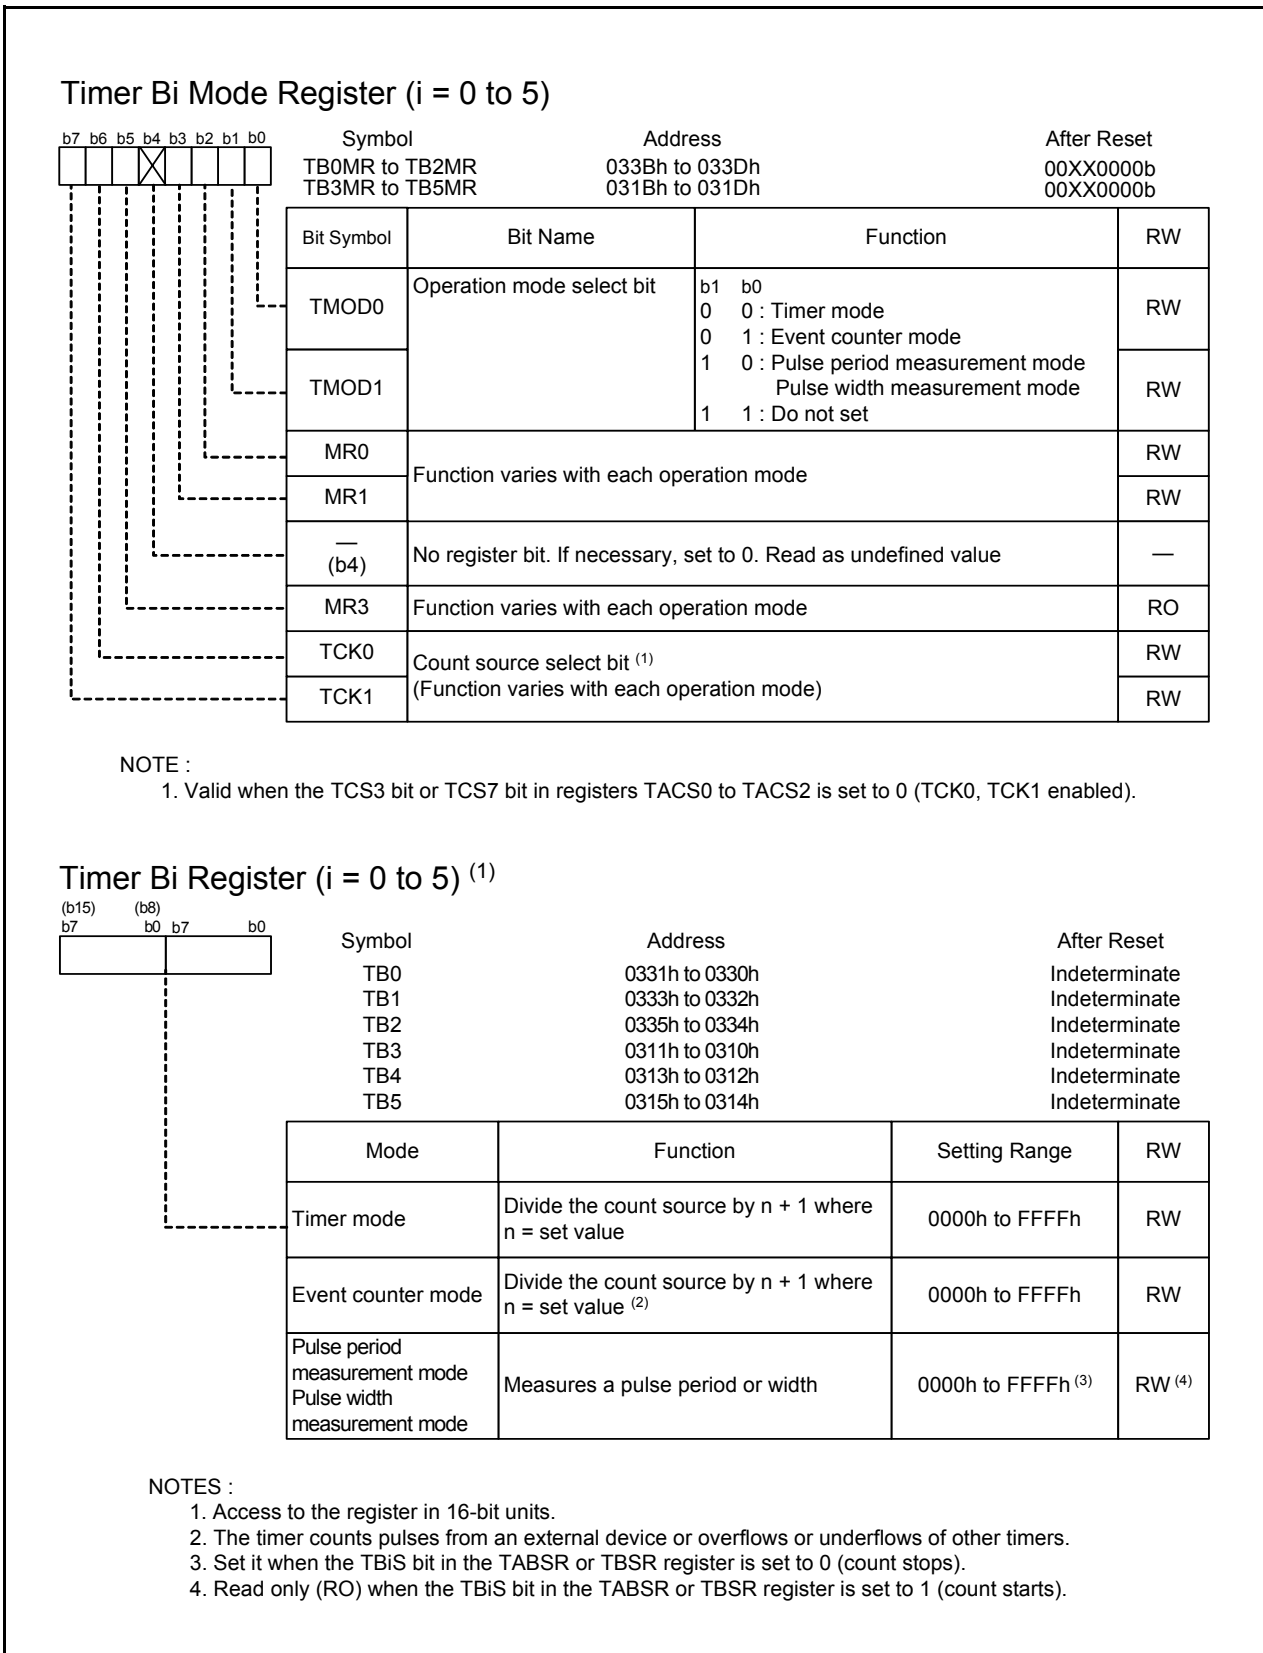 Timer Bi Mode Register (i = 0 to 5)
b7 b6 b5 b4 b3 b2 b1 b0
Symbol Address After Reset
TB0MR to TB2MR 033Bh to 033Dh 00XX0000b
TB3MR to TB5MR 031Bh to 031Dh 00XX0000b
Bit Symbol Bit Name Function RW
TMOD0 Operation mode select bit b1 b0
0 0 : Timer mode RW
0 1 : Event counter mode
1 0 : Pulse period measurement mode
TMOD1 Pulse width measurement mode RW
1 1 : Do not set
MR0 RW
Function varies with each operation mode
MR1 RW
—
(b4) No register bit. If necessary, set to 0. Read as undefined value —
MR3 Function varies with each operation mode RO
TCK0 RW
Count source select bit (1)
(Function varies with each operation mode)
TCK1 RW
NOTE :
1. Valid when the TCS3 bit or TCS7 bit in registers TACS0 to TACS2 is set to 0 (TCK0, TCK1 enabled).
Timer Bi Register (i = 0 to 5) (1)
(b15) (b8)
b7 b0 b7 b0
Symbol Address After Reset
TB0 0331h to 0330h Indeterminate
TB1 0333h to 0332h Indeterminate
TB2 0335h to 0334h Indeterminate
TB3 0311h to 0310h Indeterminate
TB4 0313h to 0312h Indeterminate
TB5 0315h to 0314h Indeterminate
Mode Function Setting Range RW
Timer mode Divide the count source by n + 1 where
n = set value 0000h to FFFFh RW
Event counter mode Divide the count source by n + 1 where
n = set value (2) 0000h to FFFFh RW
Pulse period
measurement mode
Pulse width
measurement mode Measures a pulse period or width 0000h to FFFFh (3) RW (4)
NOTES :
1. Access to the register in 16-bit units.
2. The timer counts pulses from an external device or overflows or underflows of other timers.
3. Set it when the TBiS bit in the TABSR or TBSR register is set to 0 (count stops).
4. Read only (RO) when the TBiS bit in the TABSR or TBSR register is set to 1 (count starts).